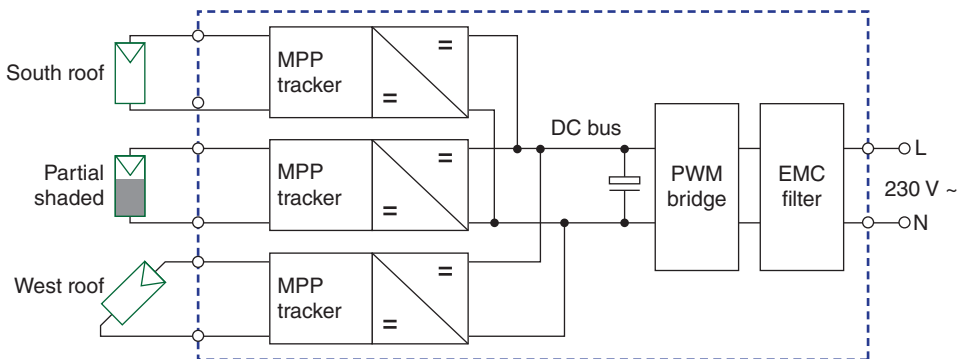 South roof
MPP
tracker
=
=
Partial
shaded
MPP
tracker
=
=
West roof
MPP
tracker
=
=
DC bus
PWM
bridge
EMC
filter
L
230 V ~
N